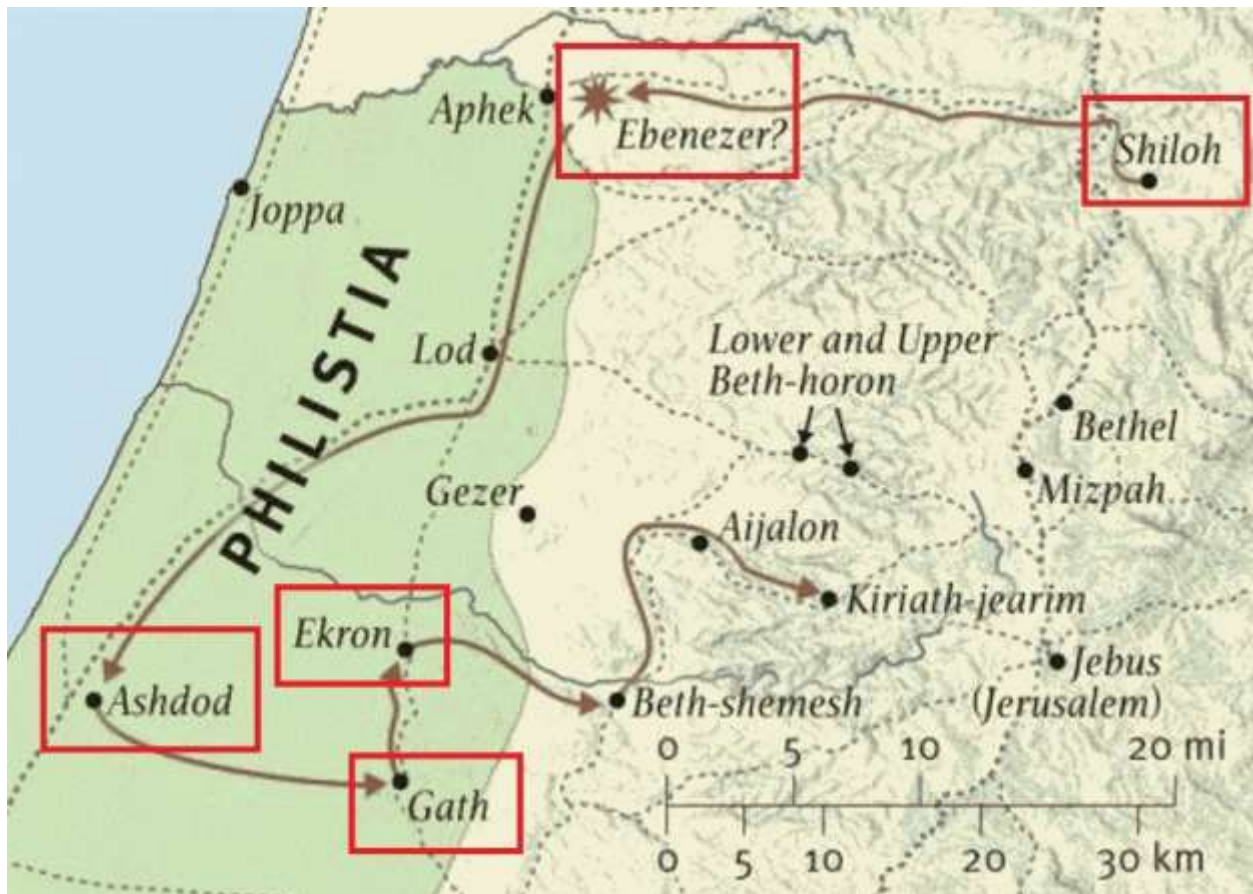 Aphek
Ebenezer?
Shiloh
Joppa
PHILISTIA
Lod
Lower and Upper
Beth-horon
Bethel
Mizpah
Gezer
Aijalon
Kiriath-jearim
Ekron
Jebus
(Jerusalem)
Ashdod
Beth-shemesh
Gath
0 5 10 20 mi
0 5 10 20 30 km